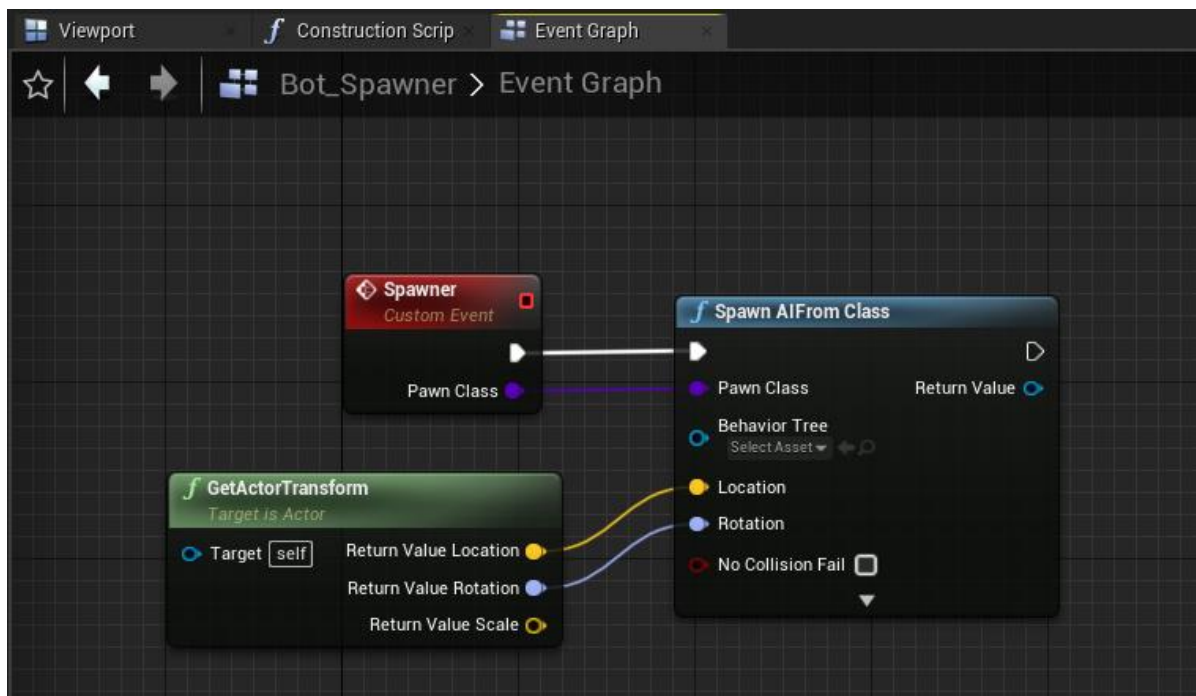 Viewport
f Construction Scrip
Event Graph
Bot_Spawner > Event Graph
Spawner
Custom Event
Pawn Class
f Spawn AIFrom Class
Pawn Class
Return Value
Behavior Tree
Select Asset
Location
Rotation
No Collision Fail
f GetActorTransform
Target is Actor
Target self
Return Value Location
Return Value Rotation
Return Value Scale